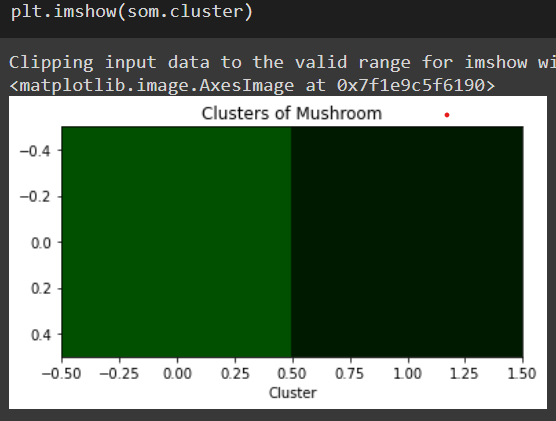 plt.imshow(som.cluster)
Clipping input data to the valid range for imshow wi
<matplotlib.image.AxesImage at 0x7f1e9c5f6190>
Clusters of Mushroom
−0.4
−0.2
0.0
0.2
0.4
−0.50 −0.25 0.00 0.25 0.50 0.75 1.00 1.25 1.50
Cluster